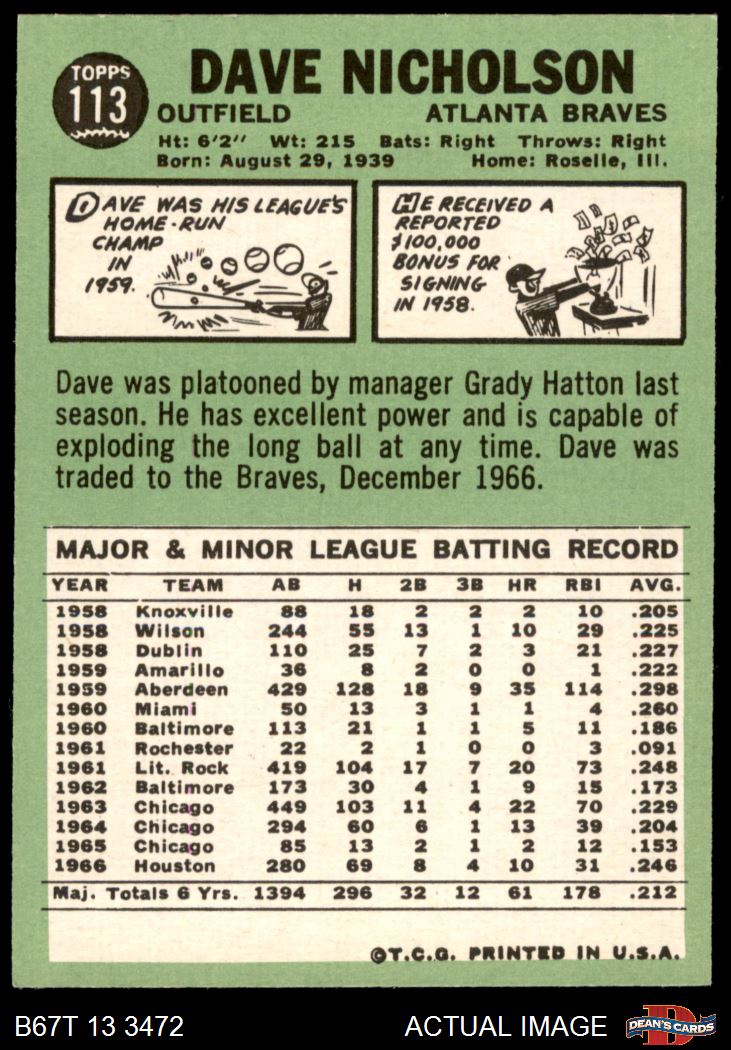 TOPPS
113
DAVE NICHOLSON
OUTFIELD ATLANTA BRAVES
Ht: 6'2" Wt: 215 Bats: Right Throws: Right
Born: August 29, 1939 Home: Roselle, Ill.
DAVE WAS HIS LEAGUE'S
HOME-RUN
CHAMP
IN
1959.
HE RECEIVED A
REPORTED
$100,000
BONUS FOR
SIGNING
IN 1958.
Dave was platooned by manager Grady Hatton last
season. He has excellent power and is capable of
exploding the long ball at any time. Dave was
traded to the Braves, December 1966.
MAJOR & MINOR LEAGUE BATTING RECORD
YEAR TEAM AB H 2B 3B HR RBI AVG.
1958 Knoxville 88 18 2 2 2 10 .205
1958 Wilson 244 55 13 1 10 29 .225
1958 Dublin 110 25 7 2 3 21 .227
1959 Amarillo 36 8 2 0 0 1 .222
1959 Aberdeen 429 128 18 9 35 114 .298
1960 Miami 50 13 3 1 1 4 .260
1960 Baltimore 113 21 1 1 5 11 .186
1961 Rochester 22 2 1 0 0 3 .091
1961 Lit. Rock 419 104 17 7 20 73 .248
1962 Baltimore 173 30 4 1 9 15 .173
1963 Chicago 449 103 11 4 22 70 .229
1964 Chicago 294 60 6 1 13 39 .204
1965 Chicago 85 13 2 1 2 12 .153
1966 Houston 280 69 8 4 10 31 .246
Maj. Totals 6 Yrs. 1394 296 32 12 61 178 .212
©T.C.G. PRINTED IN U.S.A.
B67T 13 3472 ACTUAL IMAGE
D
DEAN'S CARDS